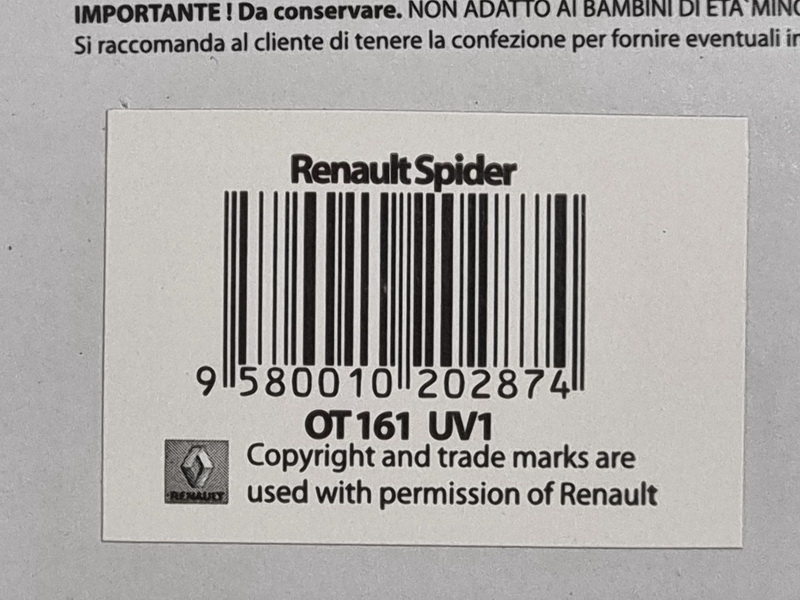 IMPORTANTE ! Da conservare. NON ADATTO AI BAMBINI DI ETA'
Si raccomanda al cliente di tenere la confezione per fornire eventuali
Renault Spider
9 580010 202874
OT 161 UV1
Copyright and trade marks are
used with permission of Renault
RENAULT